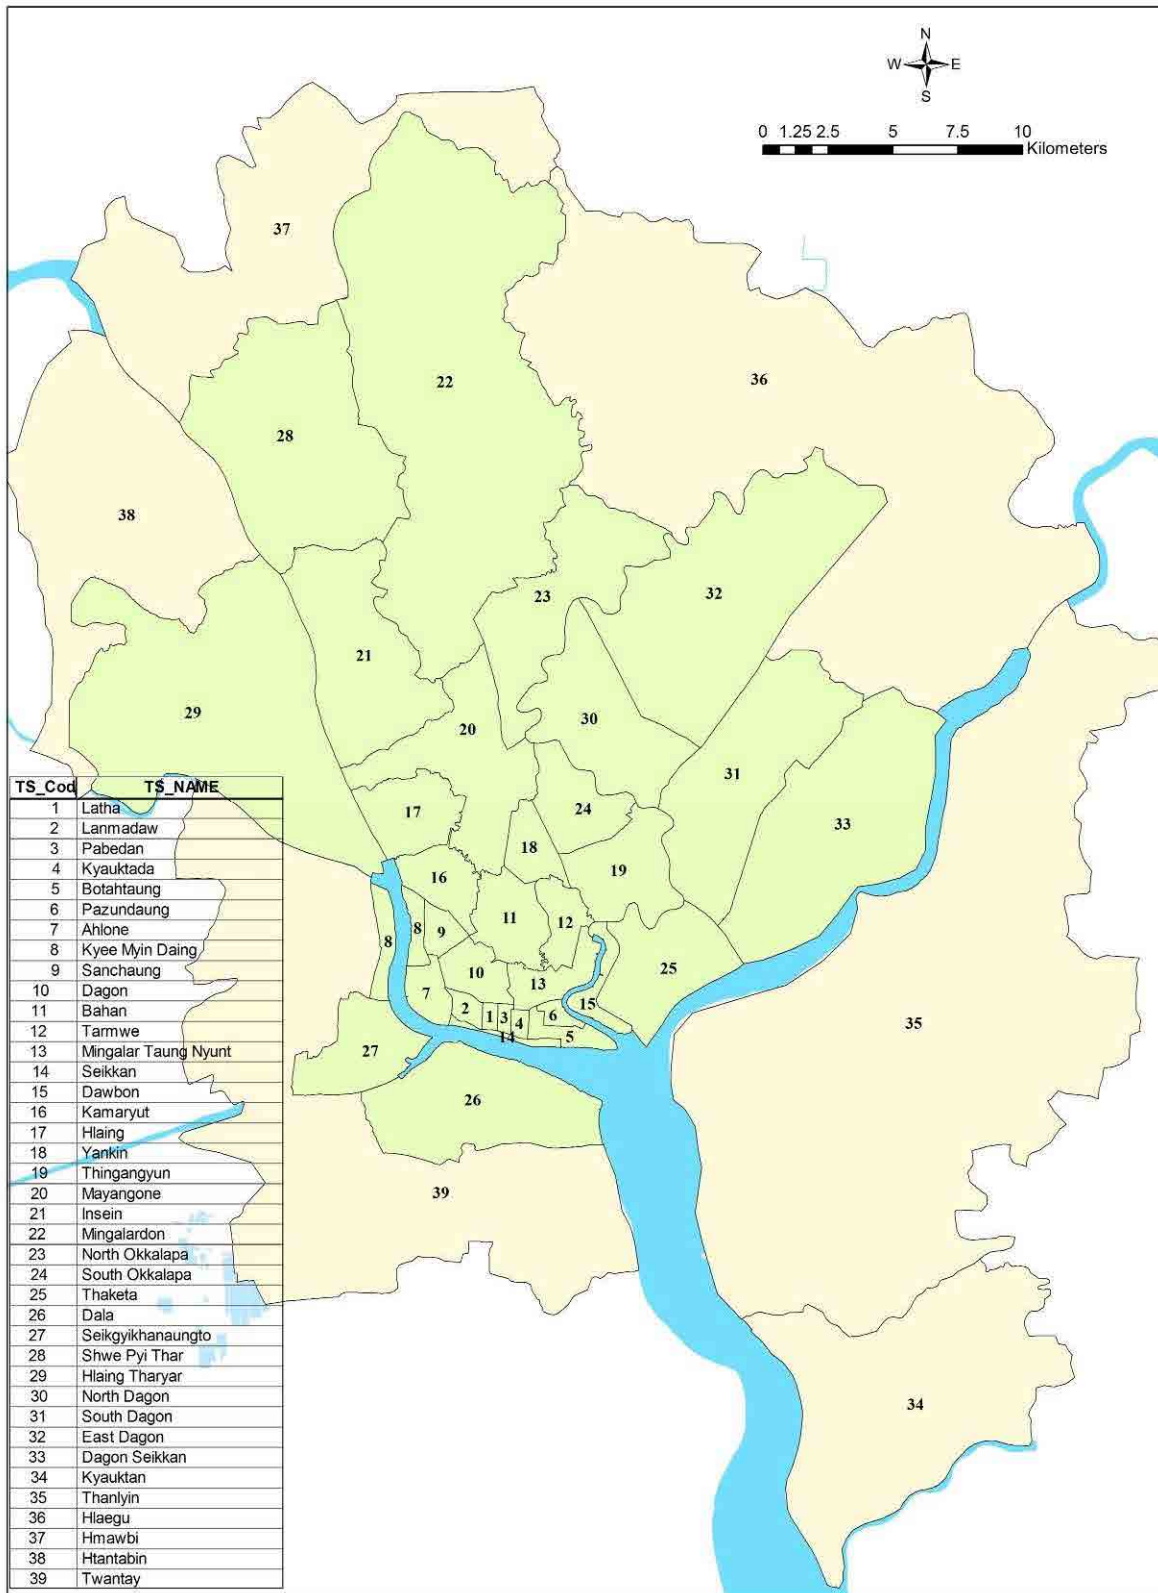 N
W E
S
0 1.25 2.5 5 7.5 10
Kilometers
37
22
36
28
38
23
32
21
29
20
30
31
24
33
17
18
19
16
11
12
8
9
8
10
25
7
13
15
2
1
3
4
6
14
5
27
35
26
39
34
TS_Cod TS_NAME
1 Latha
2 Lanmadaw
3 Pabedan
4 Kyauktada
5 Botahtaung
6 Pazundaung
7 Ahlone
8 Kyee Myin Daing
9 Sanchaung
10 Dagon
11 Bahan
12 Tarmwe
13 Mingalar Taung Nyunt
14 Seikkan
15 Dawbon
16 Kamaryut
17 Hlaing
18 Yankin
19 Thingangyun
20 Mayangone
21 Insein
22 Mingalardon
23 North Okkalapa
24 South Okkalapa
25 Thaketa
26 Dala
27 Seikgyikhanaungto
28 Shwe Pyi Thar
29 Hlaing Tharyar
30 North Dagon
31 South Dagon
32 East Dagon
33 Dagon Seikkan
34 Kyauktan
35 Thanlyin
36 Hlaegu
37 Hmawbi
38 Htantabin
39 Twantay